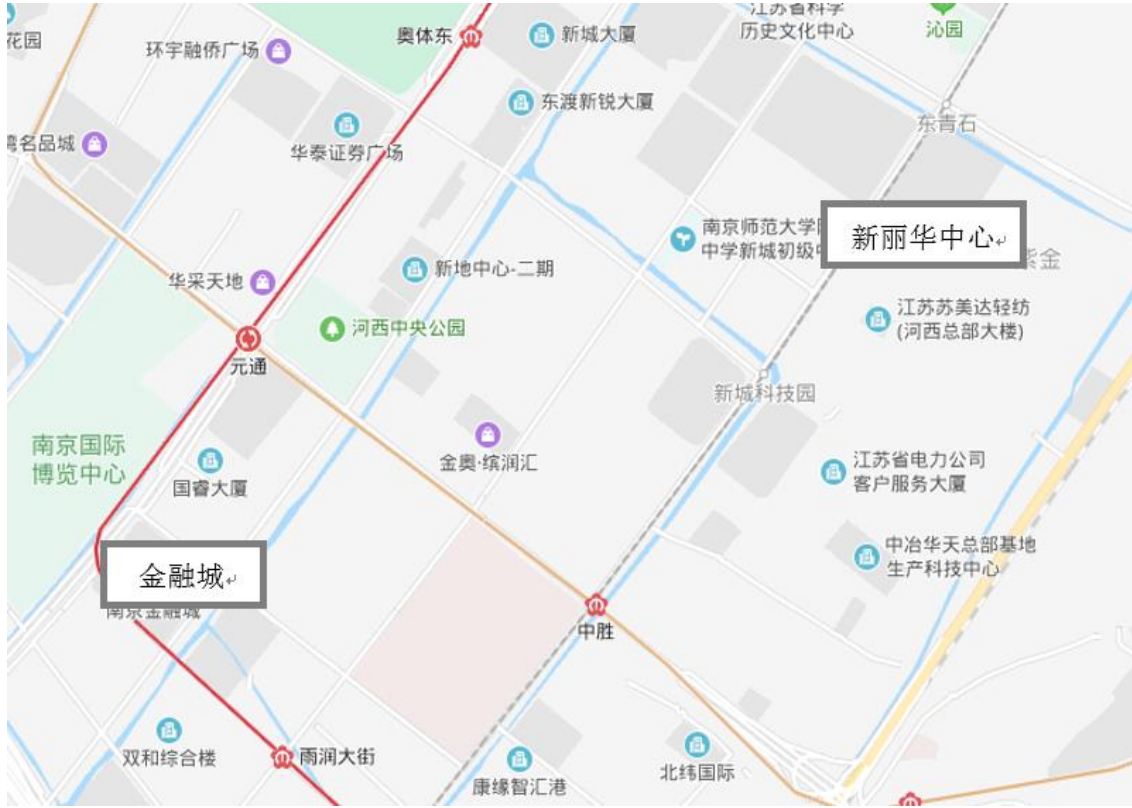 江苏省科学
历史文化中心
沁园
花园
环宇融侨广场
奥体东
新城大厦
东渡新锐大厦
东青石
名品城
华泰证券广场
南京师范大学
中学新城初级
新丽华中心
紫金
新地中心-二期
华采天地
河西中央公园
江苏苏美达轻纺
(河西总部大楼)
元通
新城科技园
南京国际
博览中心
国睿大厦
金奥·缤润汇
江苏省电力公司
客户服务大厦
中冶华天总部基地
生产科技中心
金融城
南京金融城
中胜
双和综合楼
雨润大街
康缘智汇港
北纬国际